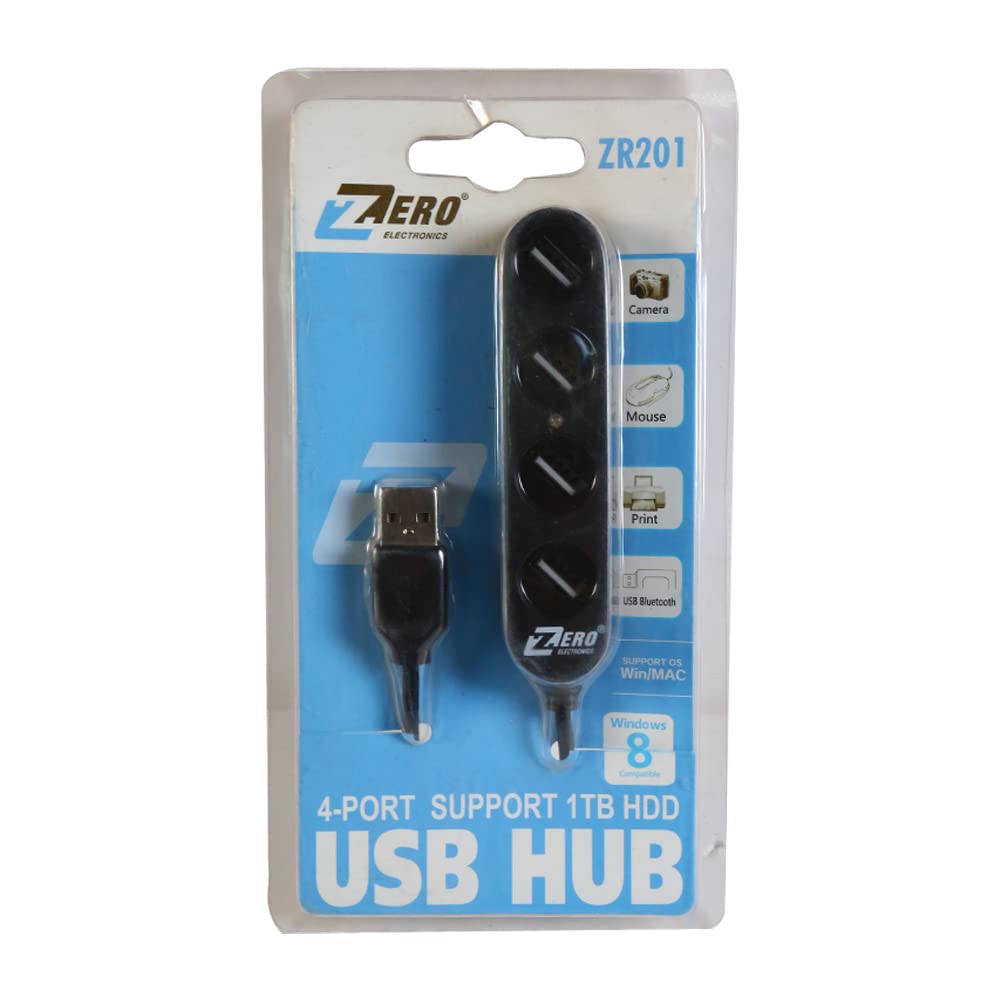 ZR201
ZERO®
ELECTRONICS
Camera
Mouse
Print
USB Bluetooth
ZERO®
ELECTRONICS
SUPPORT OS
Win/MAC
Windows
8
Compatible
4-PORT SUPPORT 1TB HDD
USB HUB